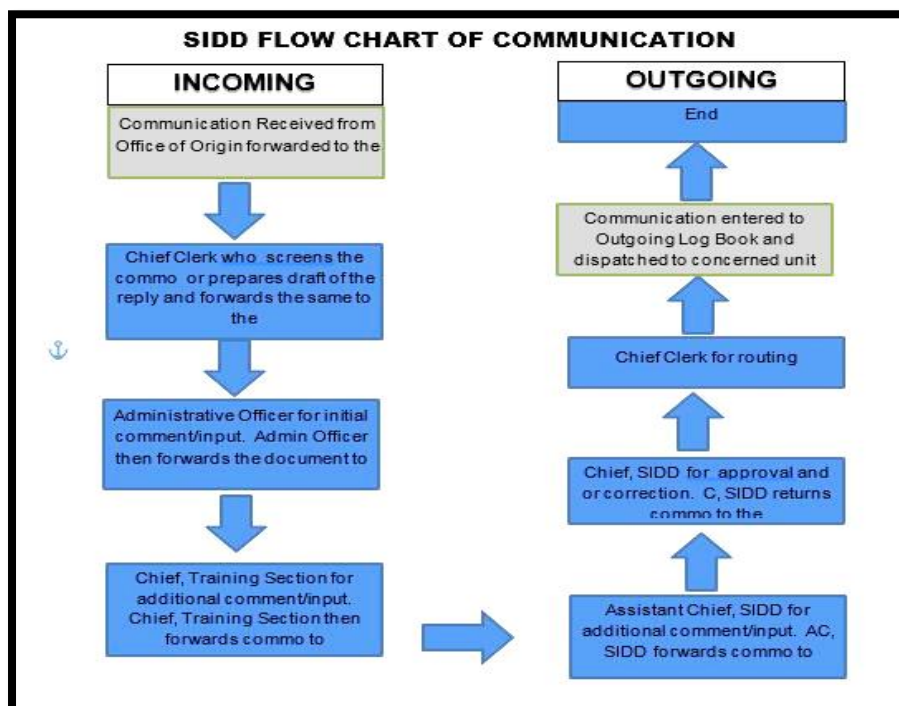 SIDD FLOW CHART OF COMMUNICATION
INCOMING
Communication Received from
Office of Origin forwarded to the
Chief Clerk who screens the
commo or prepares draft of the
reply and forwards the same to
the
Administrative Officer for initial
comment/input. Admin Officer
then forwards the document to
Chief, Training Section for
additional comment/input.
Chief, Training Section then
forwards commo to
OUTGOING
End
Communication entered to
Outgoing Log Book and
dispatched to concerned unit
Chief Clerk for routing
Chief, SIDD for approval and
or correction. C, SIDD returns
commo to the
Assistant Chief, SIDD for
additional comment/input. AC,
SIDD forwards commo to